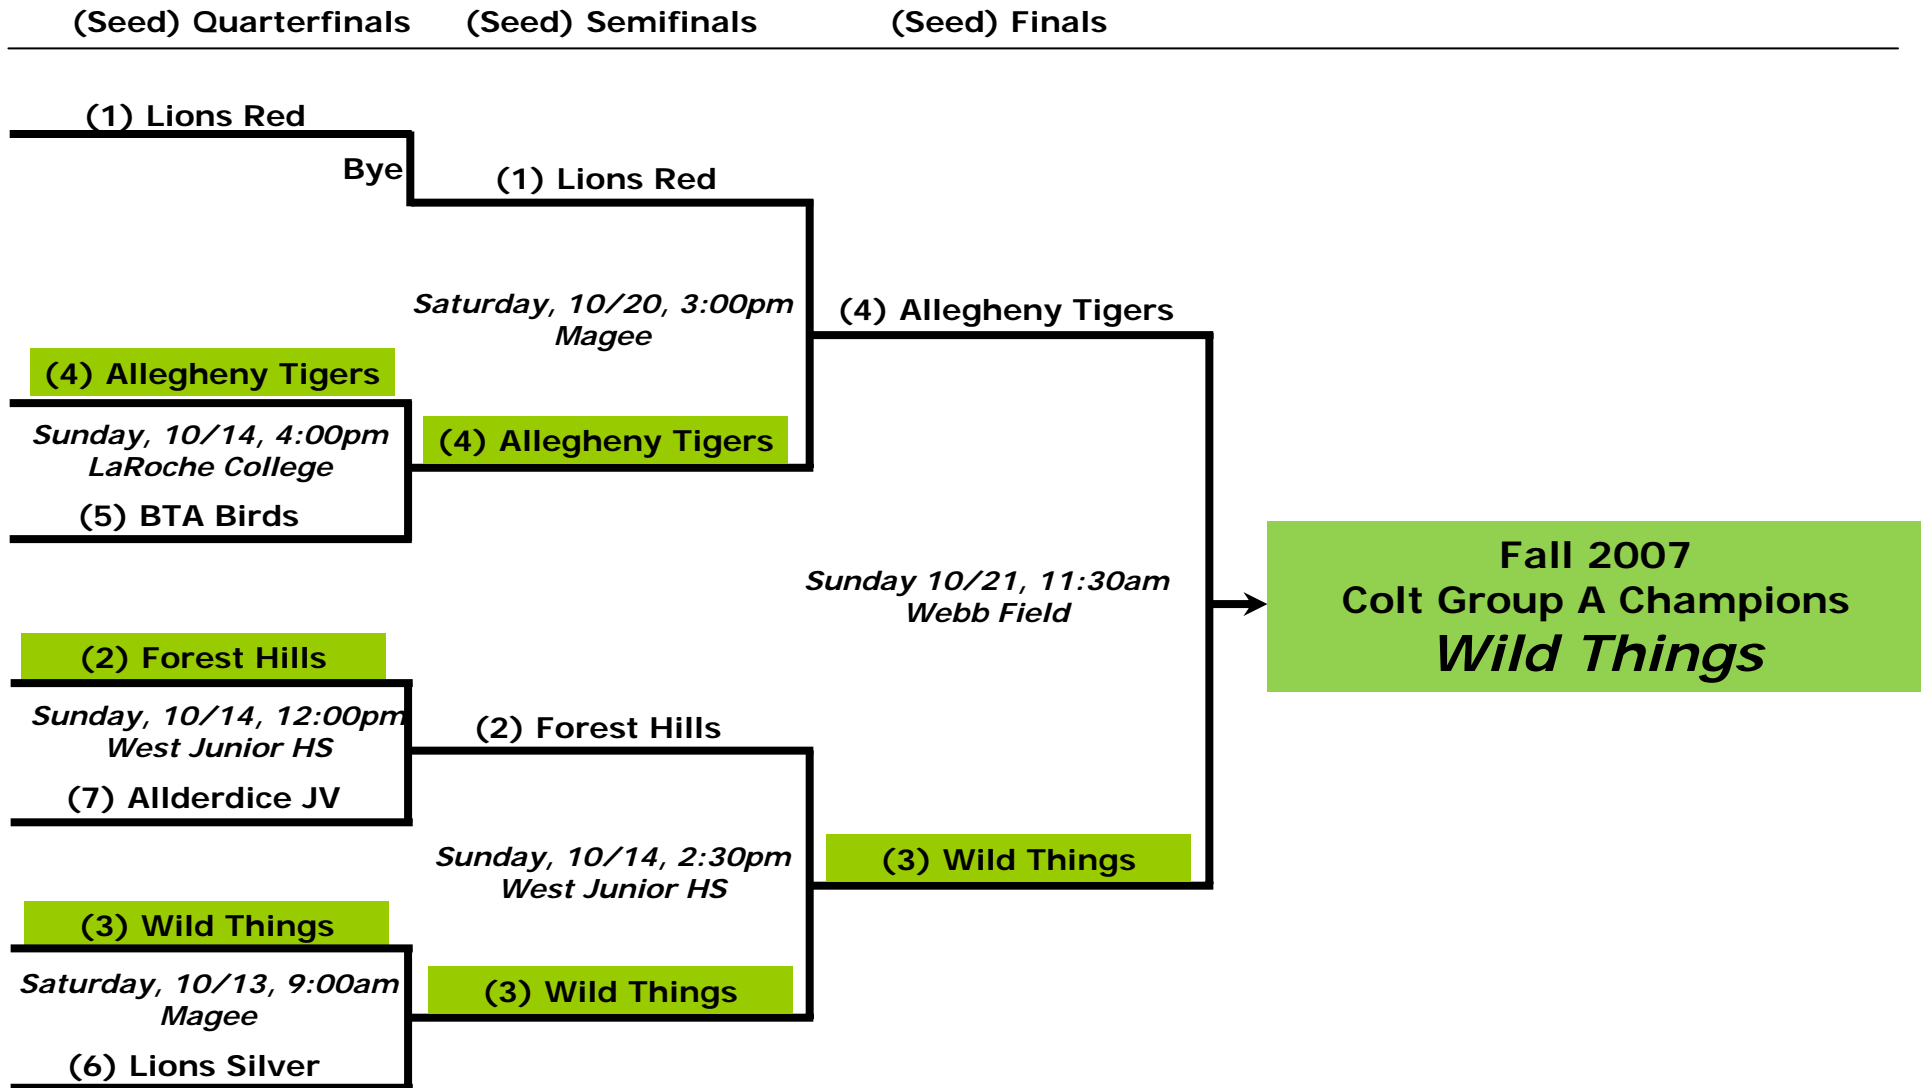 (Seed) Quarterfinals (Seed) Semifinals (Seed) Finals
(1) Lions Red
Bye
(1) Lions Red
Saturday, 10/20, 3:00pm
Magee
(4) Allegheny Tigers
(4) Allegheny Tigers
Sunday, 10/14, 4:00pm
LaRoche College
(4) Allegheny Tigers
(5) BTA Birds
Sunday 10/21, 11:30am
Webb Field
Fall 2007
Colt Group A Champions
Wild Things
(2) Forest Hills
Sunday, 10/14, 12:00pm
West Junior HS
(2) Forest Hills
(7) Allderdice JV
Sunday, 10/14, 2:30pm
West Junior HS
(3) Wild Things
(3) Wild Things
Saturday, 10/13, 9:00am
Magee
(3) Wild Things
(6) Lions Silver